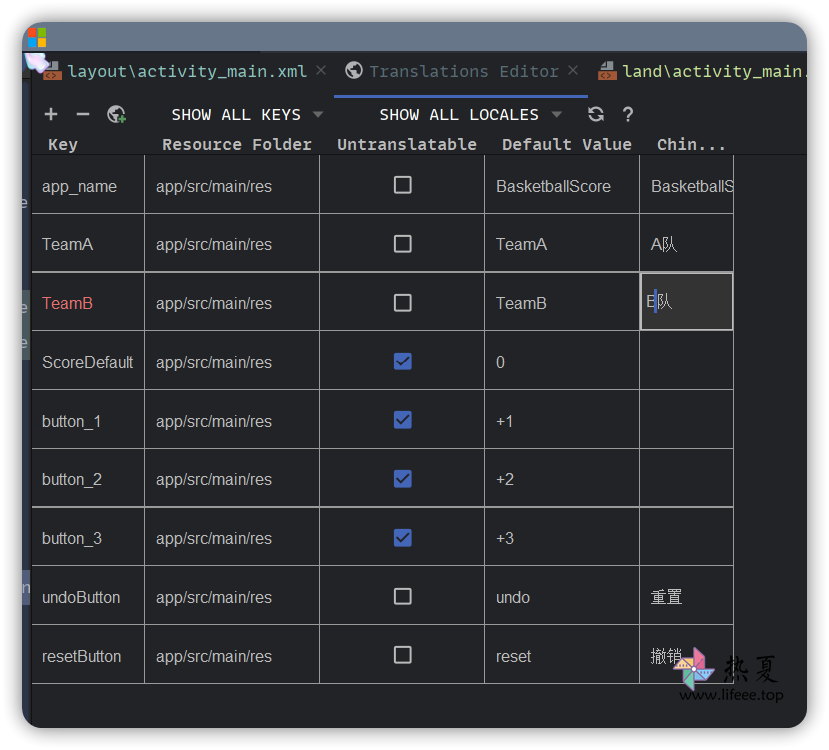 layout\activity_main.xml Translations Editor land\activity_main.
SHOW ALL KEYS SHOW ALL LOCALES ?
Key Resource Folder Untranslatable Default Value Chin...
app_name app/src/main/res BasketballScore BasketballS
TeamA app/src/main/res TeamA A队
TeamB app/src/main/res TeamB B队
ScoreDefault app/src/main/res 0
button_1 app/src/main/res +1
button_2 app/src/main/res +2
button_3 app/src/main/res +3
undoButton app/src/main/res undo 重置
resetButton app/src/main/res reset 撤销
热夏
www.lifeee.top